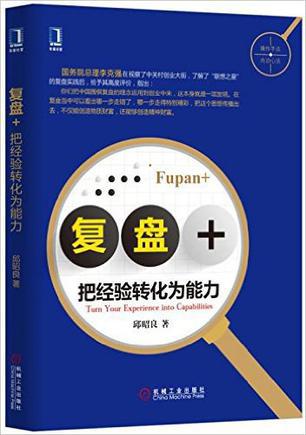 国务院总理李克强在视察了中关村创业大街，了解了“联想之星”
的复盘实践后，给予其高度评价，指出：
你们把中国围棋复盘的理念运用到创业中来，这本身就是一项发明。在
复盘当中可以看出哪一步走错了，哪一步走得特别精彩，把这个思想传播出
去，不仅能创造物质财富，还能够创造精神财富。
Fupan+
复盘+
把经验转化为能力
Turn Your Experience into Capabilities
邱昭良 著
机械工业出版社
China Machine Press
复盘+
把经验转化为能力
邱昭良 著
机械工业出版社